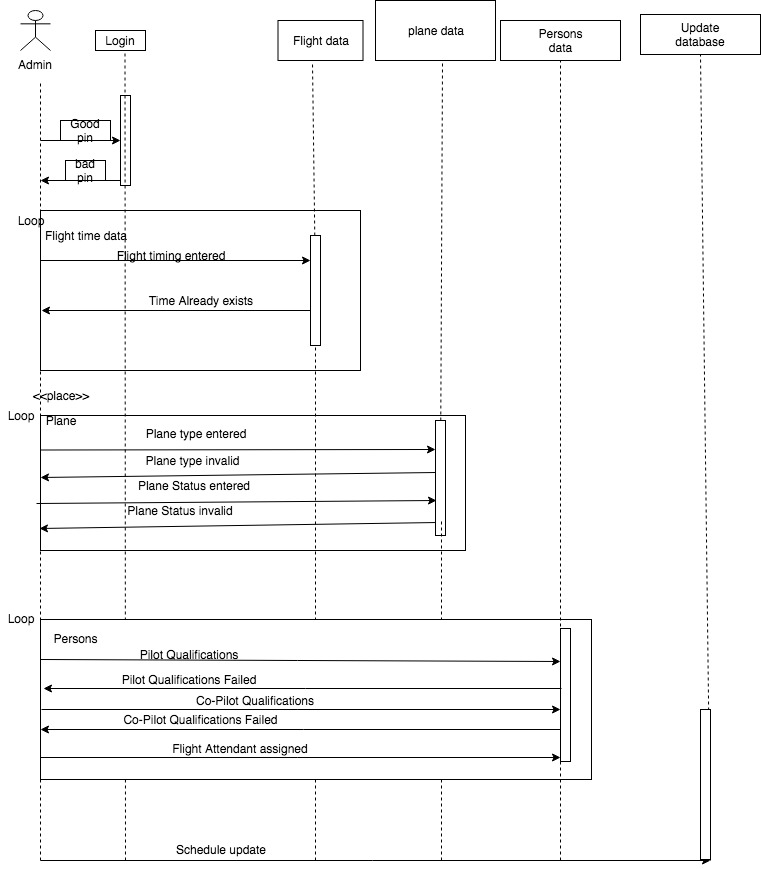 Admin
Login
Flight data
plane data
Persons
data
Update
database
Good
pin
bad
pin
Loop
Flight time data
Flight timing entered
Time Already exists
<<place>>
Loop
Plane
Plane type entered
Plane type invalid
Plane Status entered
Plane Status invalid
Loop
Persons
Pilot Qualifications
Pilot Qualifications Failed
Co-Pilot Qualifications
Co-Pilot Qualifications Failed
Flight Attendant assigned
Schedule update